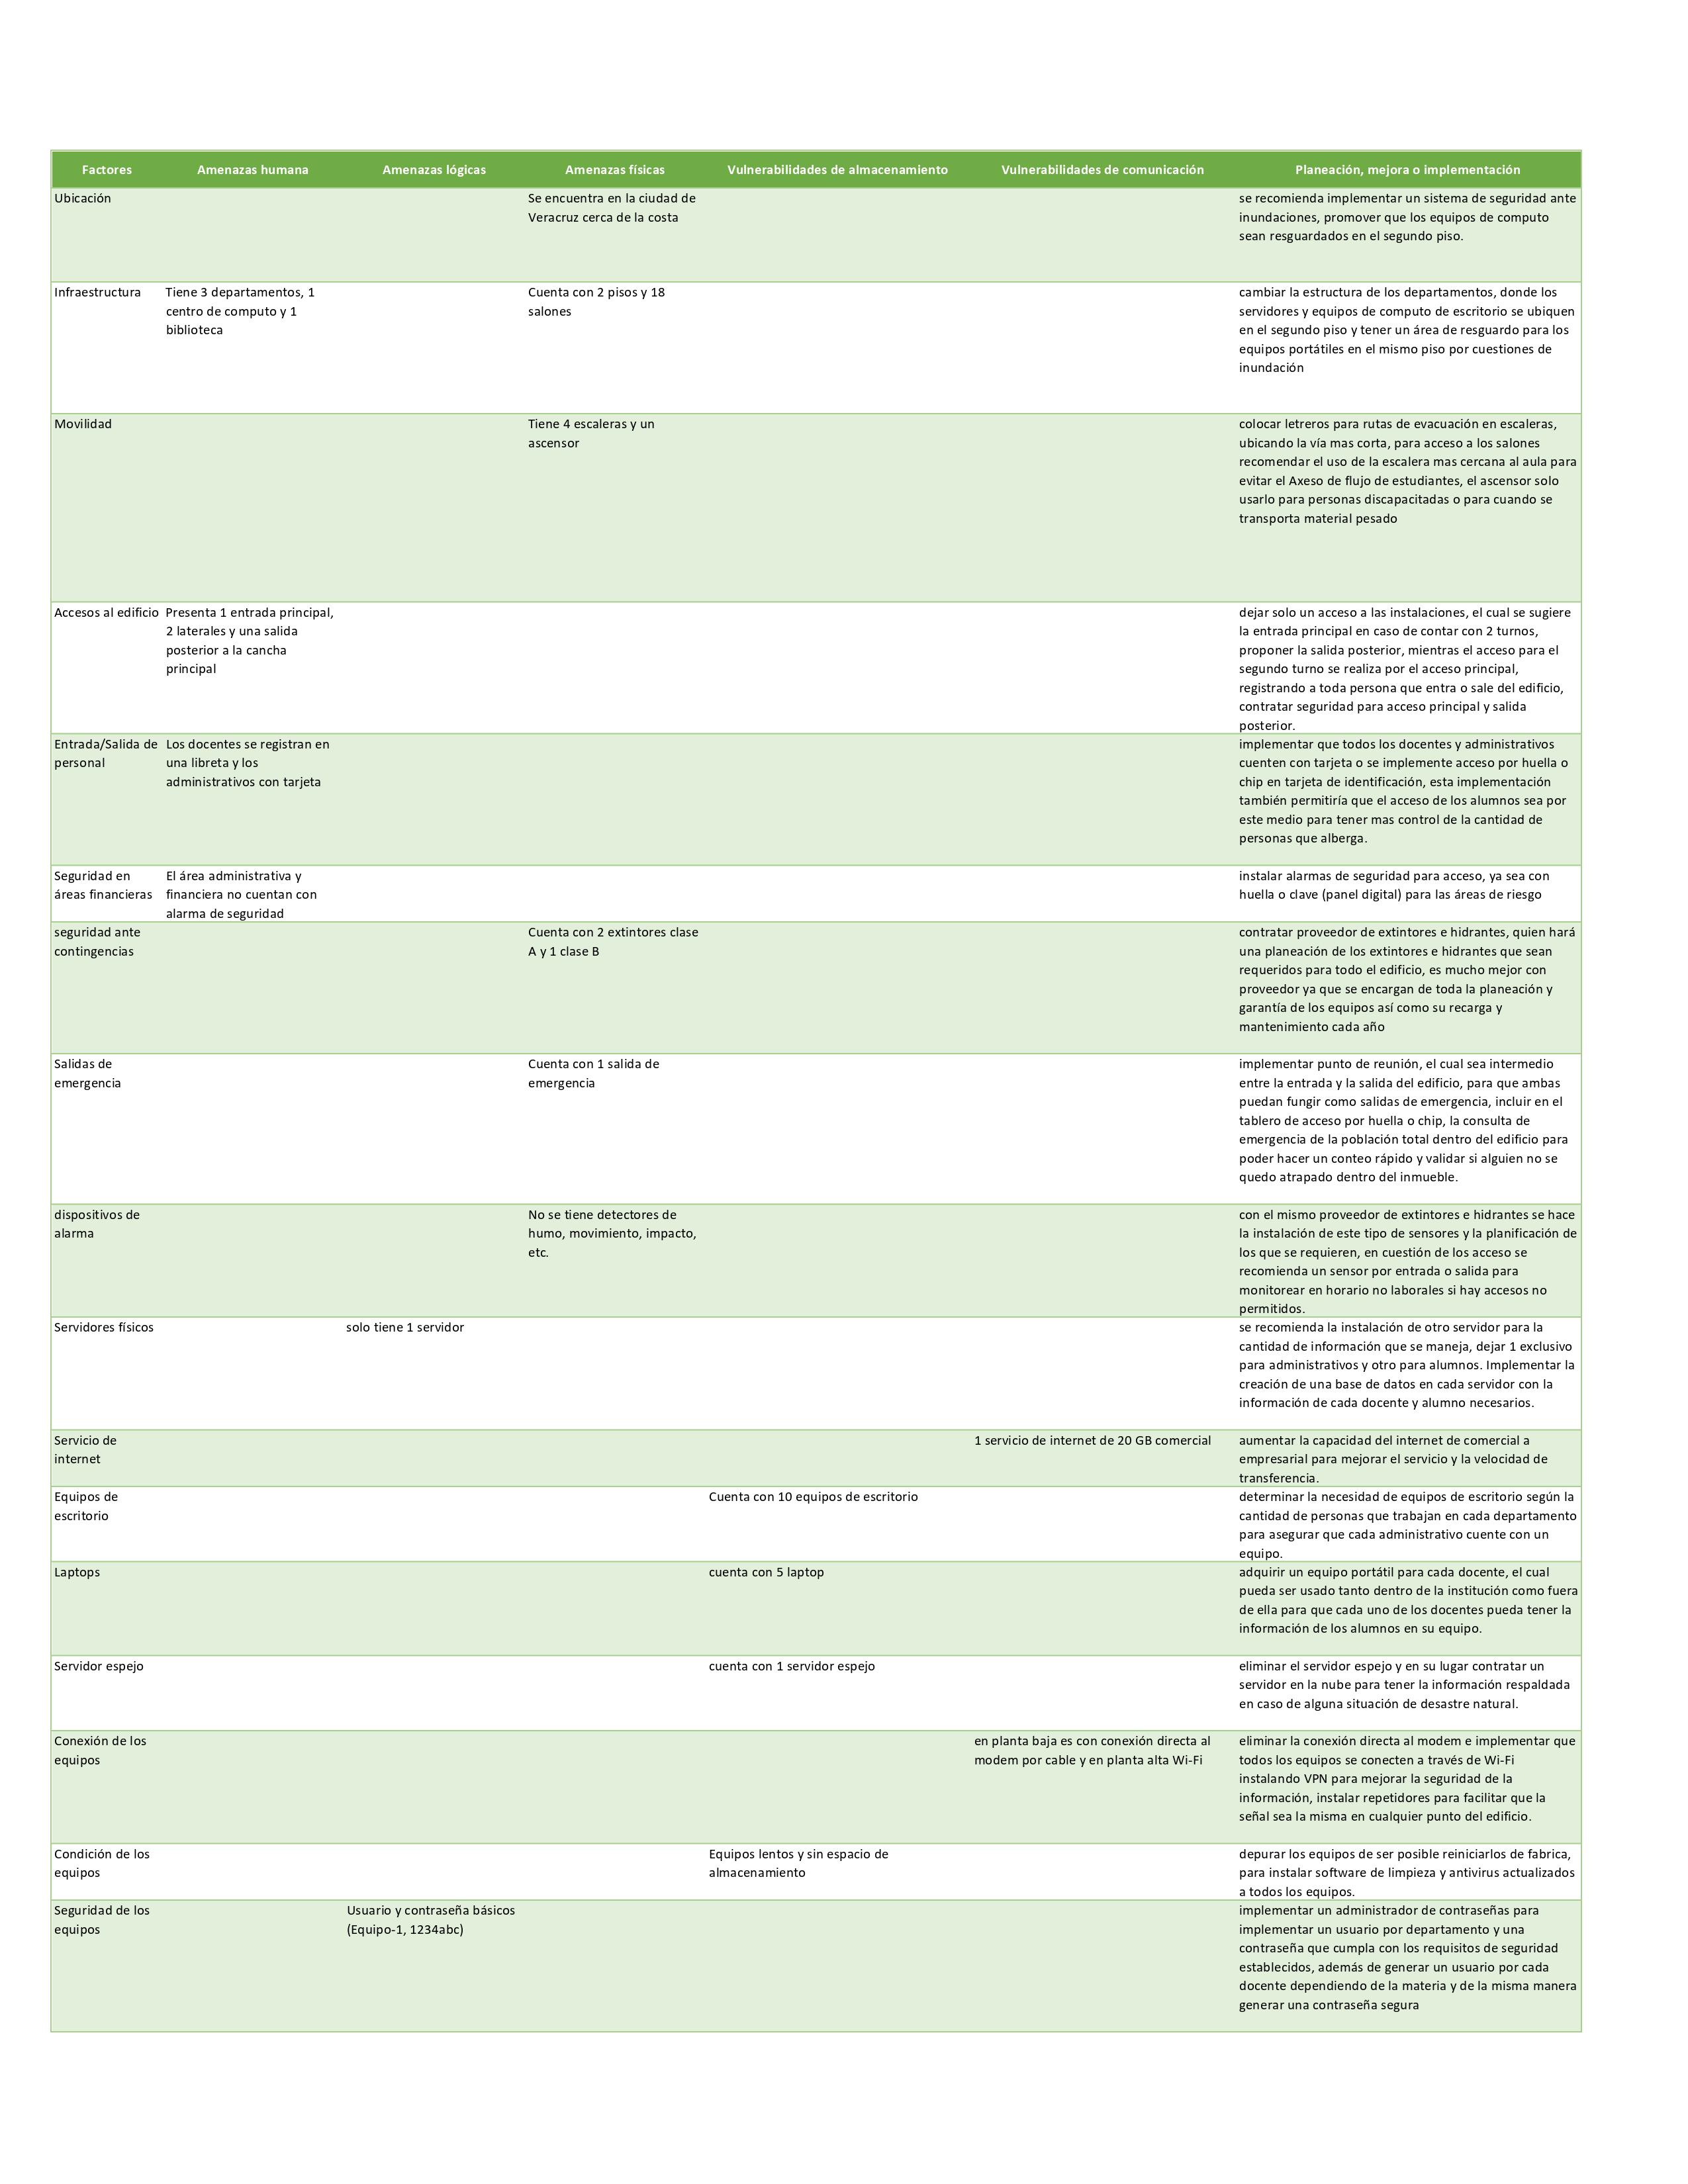 Factores
Amenazas humana
Amenazas lógicas
Amenazas físicas
Vulnerabilidades de almacenamiento
Vulnerabilidades de comunicación
Planeación, mejora o implementación
Ubicación
Se encuentra en la ciudad de
Veracruz cerca de la costa
se recomienda implementar un sistema de seguridad ante
inundaciones, promover que los equipos de computo
sean resguardados en el segundo piso.
Infraestructura
Tiene 3 departamentos, 1
centro de computo y 1
biblioteca
Cuenta con 2 pisos y 18
salones
cambiar la estructura de los departamentos, donde los
servidores y equipos de computo de escritorio se ubiquen
en el segundo piso y tener un área de resguardo para los
equipos portátiles en el mismo piso por cuestiones de
inundación
Movilidad
Tiene 4 escaleras y un
ascensor
colocar letreros para rutas de evacuación en escaleras,
ubicando la vía mas corta, para acceso a los salones
recomendar el uso de la escalera mas cercana al aula para
evitar el Axeso de flujo de estudiantes, el ascensor solo
usarlo para personas discapacitadas o para cuando se
transporta material pesado
Accesos al edificio
Presenta 1 entrada principal,
2 laterales y una salida
posterior a la cancha
principal
dejar solo un acceso a las instalaciones, el cual se sugiere
la entrada principal en caso de contar con 2 turnos,
proponer la salida posterior, mientras el acceso para el
segundo turno se realiza por el acceso principal,
registrando a toda persona que entra o sale del edificio,
contratar seguridad para acceso principal y salida
posterior.
Entrada/Salida de
personal
Los docentes se registran en
una libreta y los
administrativos con tarjeta
implementar que todos los docentes y administrativos
cuenten con tarjeta o se implemente acceso por huella o
chip en tarjeta de identificación, esta implementación
también permitiría que el acceso de los alumnos sea por
este medio para tener mas control de la cantidad de
personas que alberga.
Seguridad en
áreas financieras
El área administrativa y
financiera no cuentan con
alarma de seguridad
instalar alarmas de seguridad para acceso, ya sea con
huella o clave (panel digital) para las áreas de riesgo
seguridad ante
contingencias
Cuenta con 2 extintores clase
A y 1 clase B
contratar proveedor de extintores e hidrantes, quien hará
una planeación de los extintores e hidrantes que sean
requeridos para todo el edificio, es mucho mejor con
proveedor ya que se encargan de toda la planeación y
garantía de los equipos así como su recarga y
mantenimiento cada año
Salidas de
emergencia
Cuenta con 1 salida de
emergencia
implementar punto de reunión, el cual sea intermedio
entre la entrada y la salida del edificio, para que ambas
puedan fungir como salidas de emergencia, incluir en el
tablero de acceso por huella o chip, la consulta de
emergencia de la población total dentro del edificio para
poder hacer un conteo rápido y validar si alguien no se
quedo atrapado dentro del inmueble.
dispositivos de
alarma
No se tiene detectores de
humo, movimiento, impacto,
etc.
con el mismo proveedor de extintores e hidrantes se hace
la instalación de este tipo de sensores y la planificación de
los que se requieren, en cuestión de los acceso se
recomienda un sensor por entrada o salida para
monitorear en horario no laborales si hay accesos no
permitidos.
Servidores físicos
solo tiene 1 servidor
se recomienda la instalación de otro servidor para la
cantidad de información que se maneja, dejar 1 exclusivo
para administrativos y otro para alumnos. Implementar la
creación de una base de datos en cada servidor con la
información de cada docente y alumno necesarios.
Servicio de
internet
1 servicio de internet de 20 GB comercial
aumentar la capacidad del internet de comercial a
empresarial para mejorar el servicio y la velocidad de
transferencia.
Equipos de
escritorio
Cuenta con 10 equipos de escritorio
determinar la necesidad de equipos de escritorio según la
cantidad de personas que trabajan en cada departamento
para asegurar que cada administrativo cuente con un
equipo.
Laptops
cuenta con 5 laptop
adquirir un equipo portátil para cada docente, el cual
pueda ser usado tanto dentro de la institución como fuera
de ella para que cada uno de los docentes pueda tener la
información de los alumnos en su equipo.
Servidor espejo
cuenta con 1 servidor espejo
eliminar el servidor espejo y en su lugar contratar un
servidor en la nube para tener la información respaldada
en caso de alguna situación de desastre natural.
Conexión de los
equipos
en planta baja es con conexión directa al
modem por cable y en planta alta Wi-Fi
eliminar la conexión directa al modem e implementar que
todos los equipos se conecten a través de Wi-Fi
instalando VPN para mejorar la seguridad de la
información, instalar repetidores para facilitar que la
señal sea la misma en cualquier punto del edificio.
Condición de los
equipos
Equipos lentos y sin espacio de
almacenamiento
depurar los equipos de ser posible reiniciarlos de fabrica,
para instalar software de limpieza y antivirus actualizados
a todos los equipos.
Seguridad de los
equipos
Usuario y contraseña básicos
(Equipo-1, 1234abc)
implementar un administrador de contraseñas para
implementar un usuario por departamento y una
contraseña que cumpla con los requisitos de seguridad
establecidos, además de generar un usuario por cada
docente dependiendo de la materia y de la misma manera
generar una contraseña segura